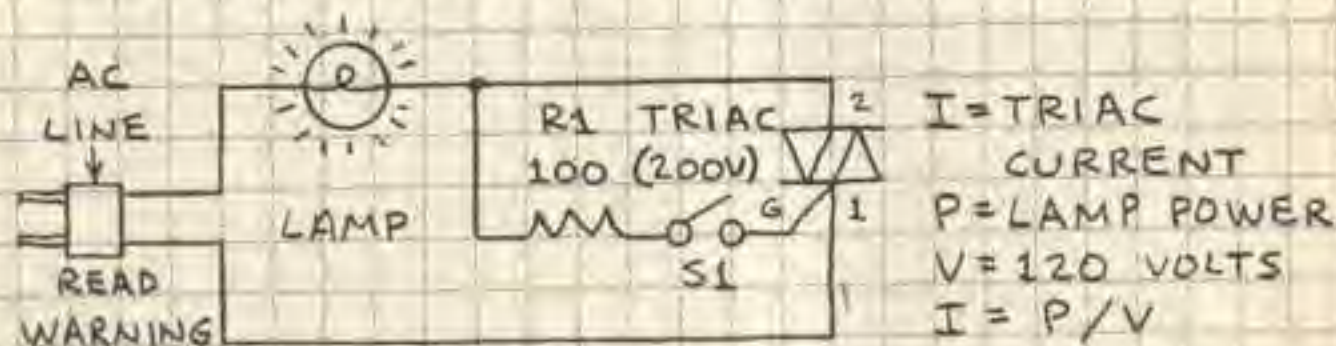 AC
LINE
READ
WARNING
LAMP
R1 TRIAC
100 (200V)
S1
G
2
1
I = TRIAC
CURRENT
P = LAMP POWER
V = 120 VOLTS
I = P/V